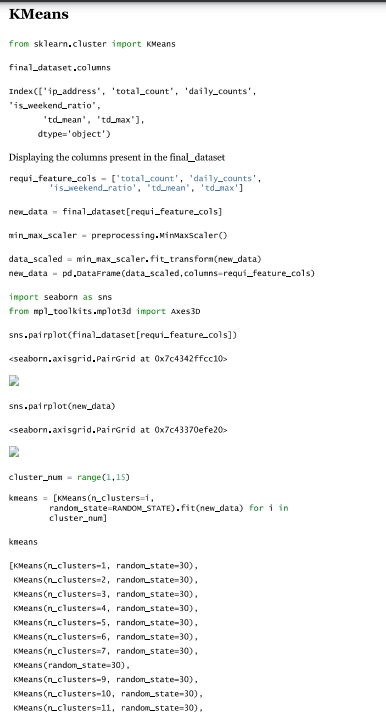 KMeans
from sklearn.cluster import KMeans
final_dataset.columns
Index(['ip_address', 'total_count', 'daily_counts',
'is_weekend_ratio',
'td_mean', 'td_max'],
dtype='object')
Displaying the columns present in the final_dataset
requi_feature_cols = ['total_count', 'daily_counts',
'is_weekend_ratio', 'td_mean', 'td_max']
new_data = final_dataset[requi_feature_cols]
min_max_scaler = preprocessing.MinMaxScaler()
data_scaled = min_max_scaler.fit_transform(new_data)
new_data = pd.DataFrame(data_scaled,columns=requi_feature_cols)
import seaborn as sns
from mpl_toolkits.mplot3d import Axes3D
sns.pairplot(final_dataset[requi_feature_cols])
<seaborn.axisgrid.PairGrid at 0x7c4342ffcc10>
sns.pairplot(new_data)
<seaborn.axisgrid.PairGrid at 0x7c43370efe20>
cluster_num = range(1,15)
kmeans = [KMeans(n_clusters=i,
random_state=RANDOM_STATE).fit(new_data) for i in
cluster_num]
kmeans
[KMeans(n_clusters=1, random_state=30),
KMeans(n_clusters=2, random_state=30),
KMeans(n_clusters=3, random_state=30),
KMeans(n_clusters=4, random_state=30),
KMeans(n_clusters=5, random_state=30),
KMeans(n_clusters=6, random_state=30),
KMeans(n_clusters=7, random_state=30),
KMeans(random_state=30),
KMeans(n_clusters=9, random_state=30),
KMeans(n_clusters=10, random_state=30),
KMeans(n_clusters=11, random_state=30),